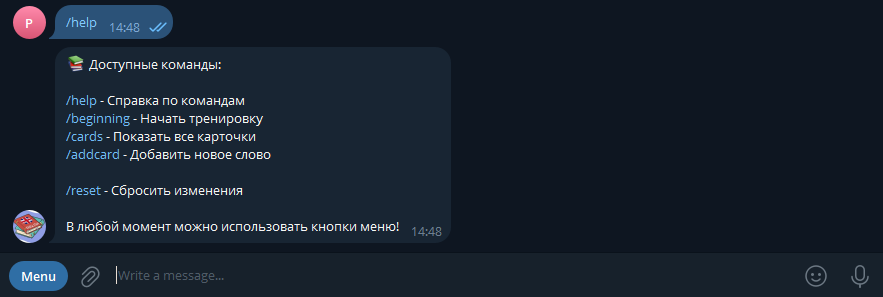 P
/help 14:48
📚 Доступные команды:
/help - Справка по командам
/beginning - Начать тренировку
/cards - Показать все карточки
/addcard - Добавить новое слово
/reset - Сбросить изменения
В любой момент можно использовать кнопки меню! 14:48
Menu Write a message...